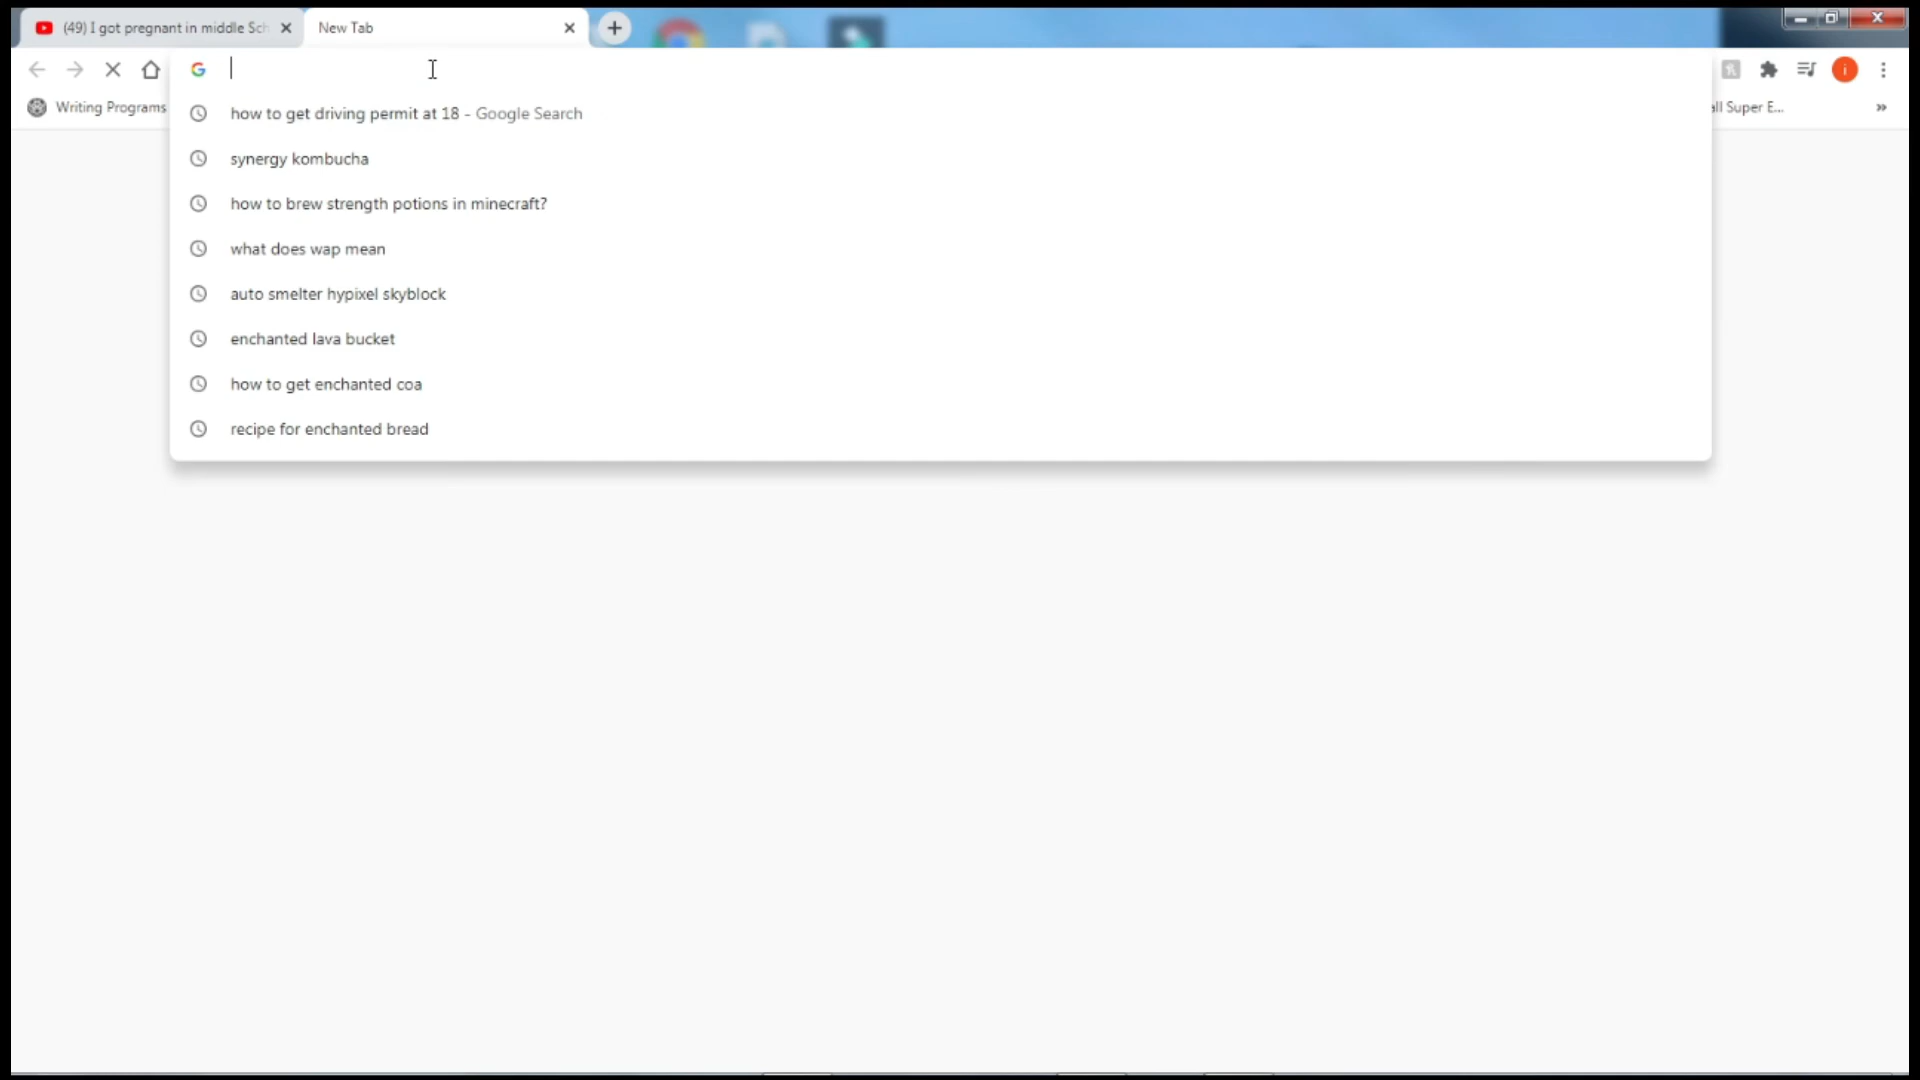 (49) I got pregnant in middle Sch
New Tab
Writing Programs
all Super E...
how to get driving permit at 18 - Google Search
synergy kombucha
how to brew strength potions in minecraft?
what does wap mean
auto smelter hypixel skyblock
enchanted lava bucket
how to get enchanted coa
recipe for enchanted bread